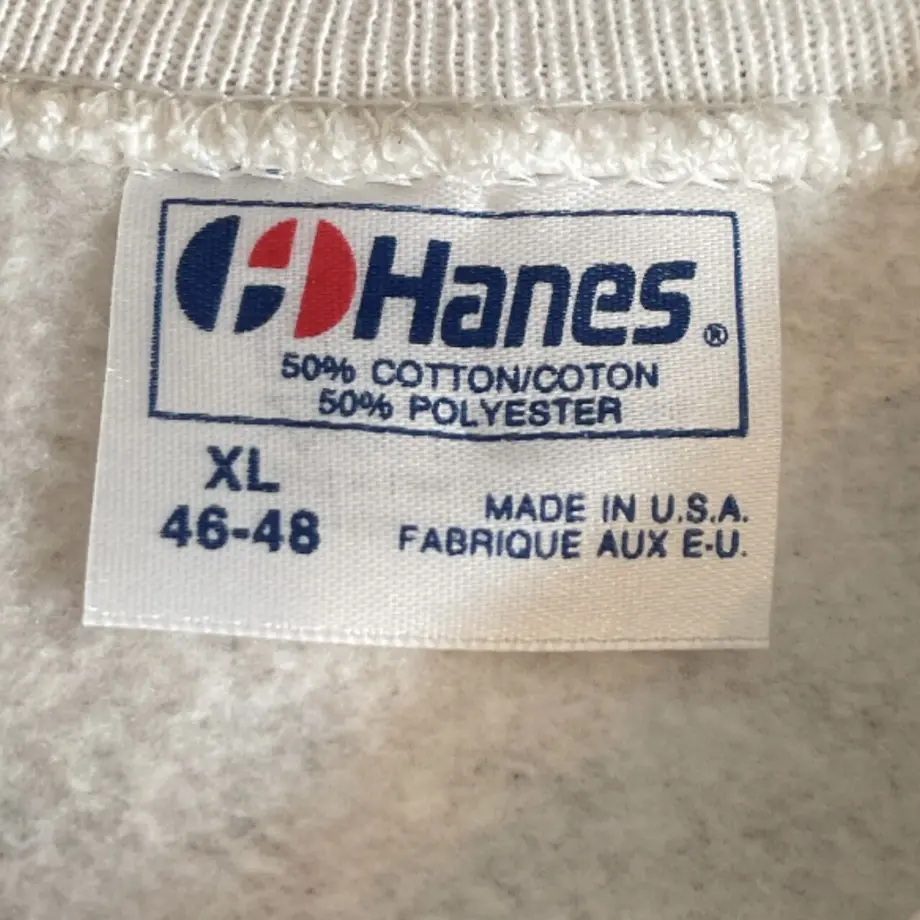 Hanes®
50% COTTON/COTON
50% POLYESTER
XL
46-48
MADE IN U.S.A.
FABRIQUE AUX E-U.